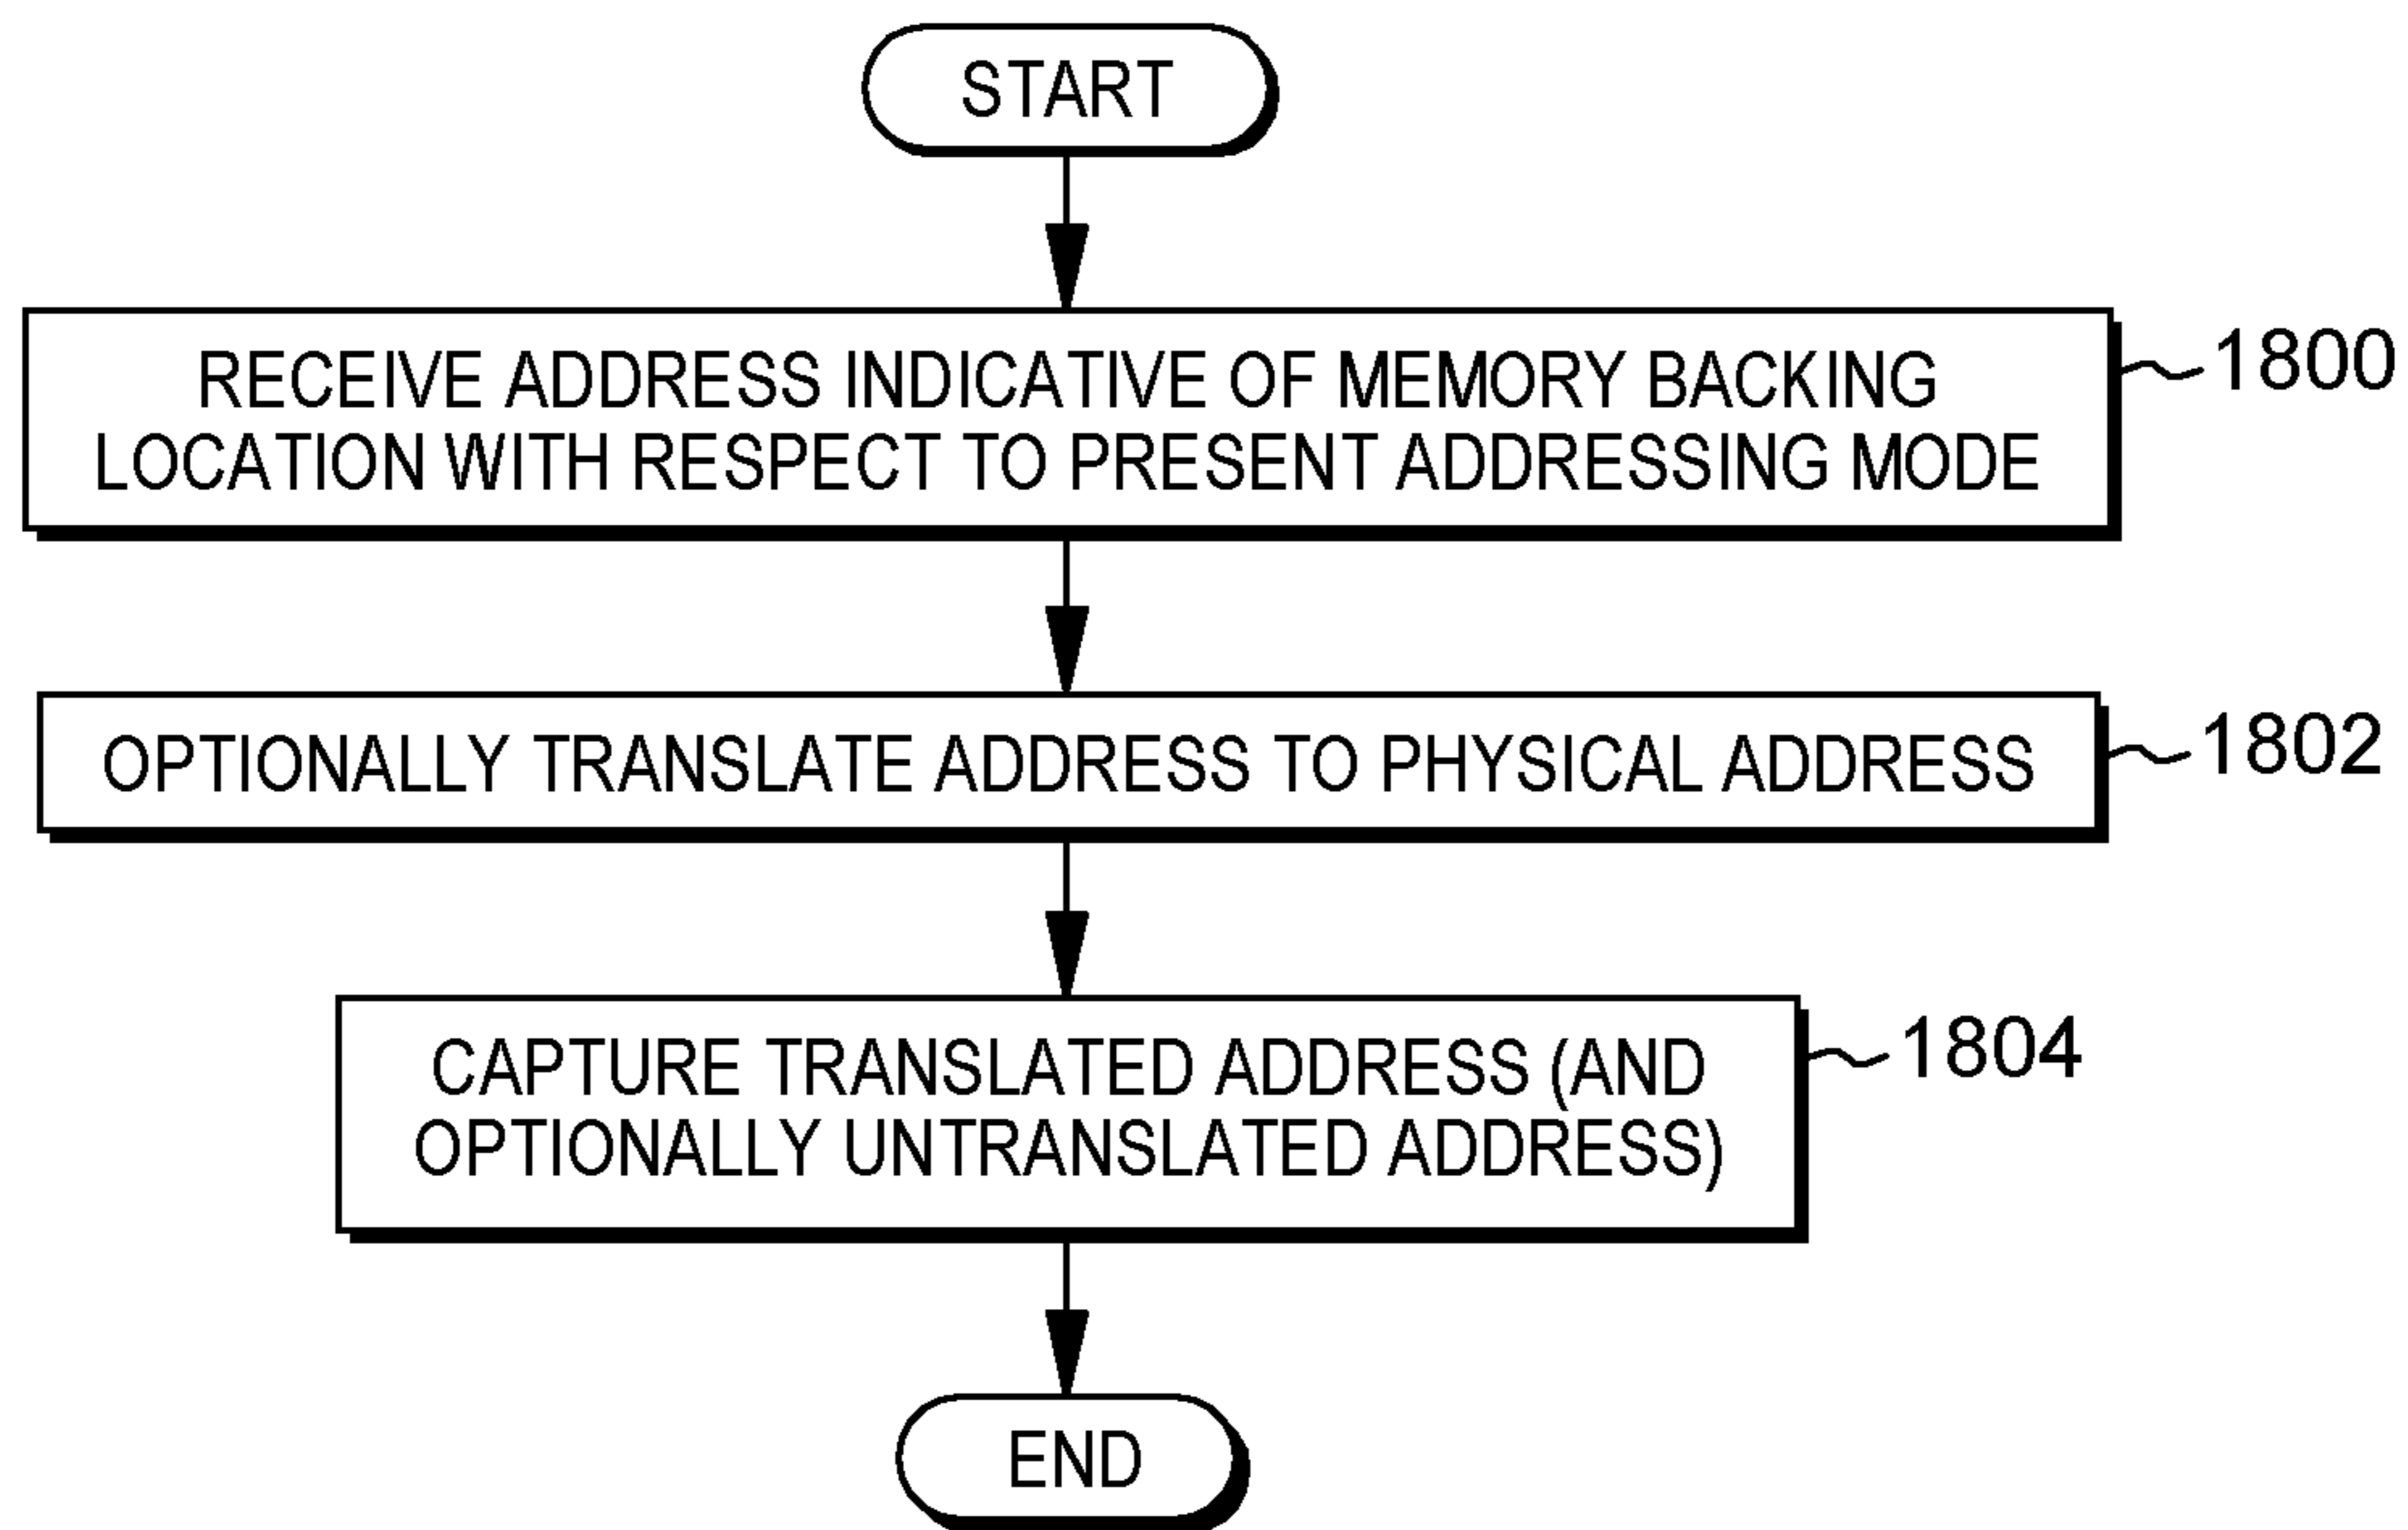 START
RECEIVE ADDRESS INDICATIVE OF MEMORY BACKING
LOCATION WITH RESPECT TO PRESENT ADDRESSING MODE
1800
OPTIONALLY TRANSLATE ADDRESS TO PHYSICAL ADDRESS
1802
CAPTURE TRANSLATED ADDRESS (AND
OPTIONALLY UNTRANSLATED ADDRESS)
1804
END